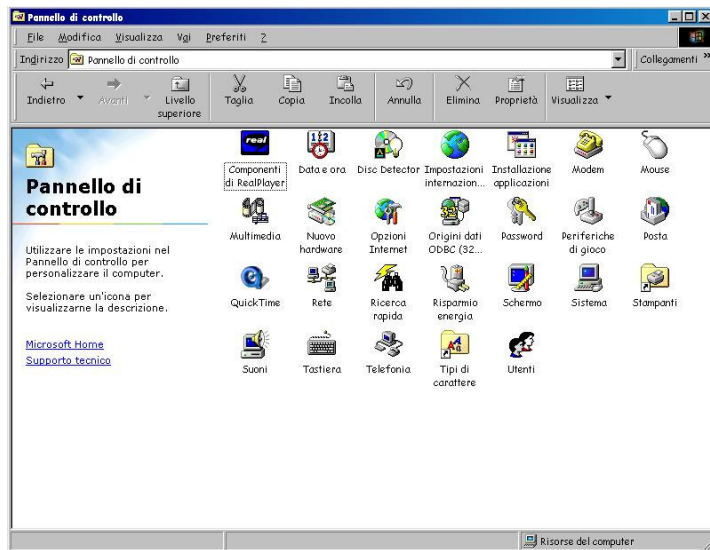 Pannello di controllo
File Modifica Visualizza Vai Preferiti ?
Indirizzo Pannello di controllo Collegamenti »
Indietro Avanti Livello superiore Taglia Copia Incolla Annulla Elimina Proprietà Visualizza
Pannello di
controllo
Utilizzare le impostazioni nel
Pannello di controllo per
personalizzare il computer.
Selezionare un'icona per
visualizzarne la descrizione.
Microsoft Home
Supporto tecnico
real
Componenti
di RealPlayer
Data e ora
Disc Detector
Impostazioni
internazion...
Installazione
applicazioni
Modem
Mouse
Multimedia
Nuovo
hardware
Opzioni
Internet
Origini dati
ODBC (32...
Password
Periferiche
di gioco
Posta
QuickTime
Rete
Ricerca
rapida
Risparmio
energia
Schermo
Sistema
Stampanti
Suoni
Tastiera
Telefonia
Tipi di
carattere
Utenti
Risorse del computer